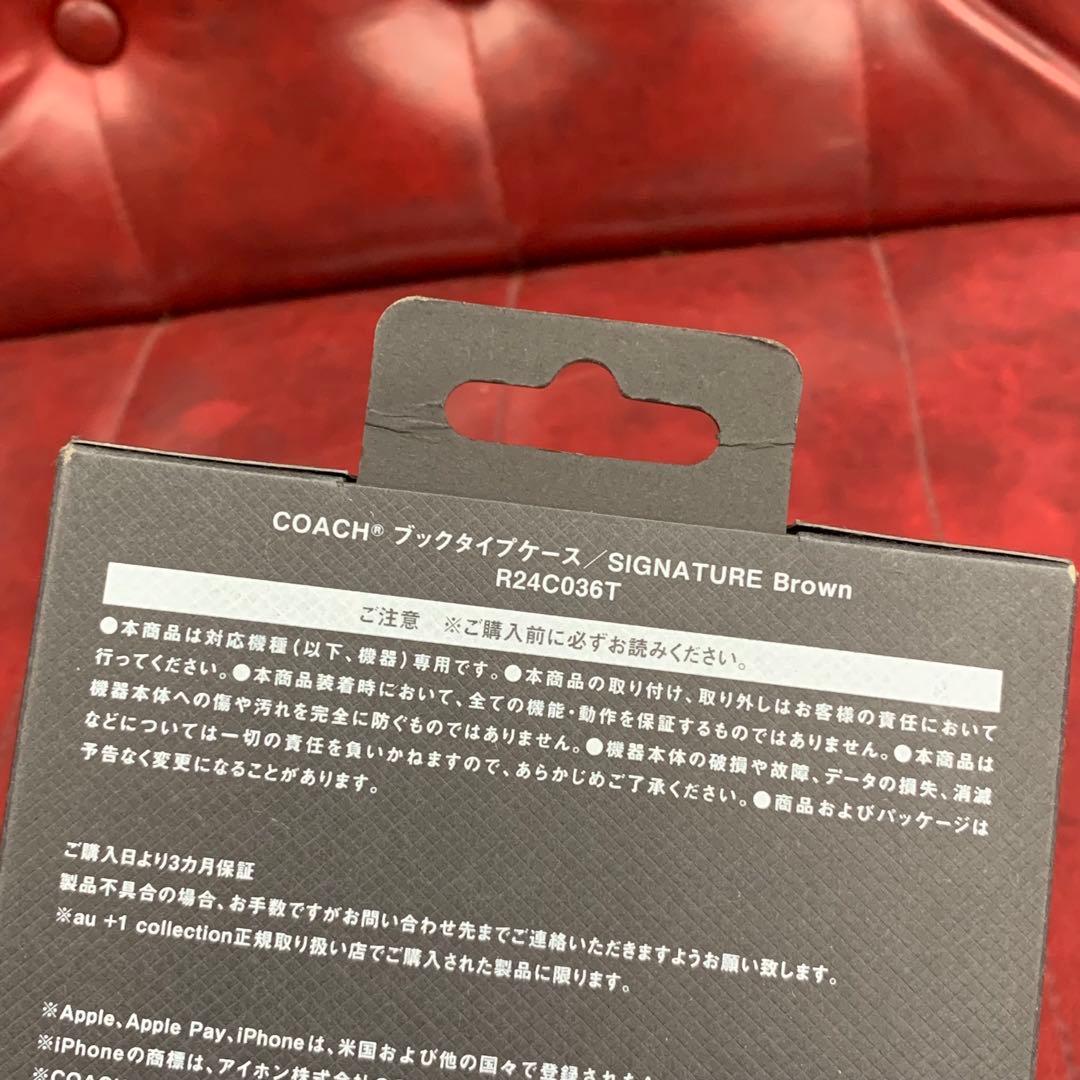 COACH® ブックタイプケース／SIGNATURE Brown
R24C036T
ご注意　※ご購入前に必ずお読みください。
●本商品は対応機種(以下、機器)専用です。●本商品の取り付け、取り外しはお客様の責任において
行ってください。●本商品装着時において、全ての機能・動作を保証するものではありません。●本商品は
機器本体への傷や汚れを完全に防ぐものではありません。●機器本体の破損や故障、データの損失、消滅
などについては一切の責任を負いかねますので、あらかじめご了承ください。●商品およびパッケージは
予告なく変更になることがあります。
ご購入日より3カ月保証
製品不具合の場合、お手数ですがお問い合わせ先までご連絡いただきますようお願い致します。
※au +1 collection正規取り扱い店でご購入された製品に限ります。
※Apple、Apple Pay、iPhoneは、米国および他の国々で登録された
※iPhoneの商標は、アイホン株式会社の
※COACH